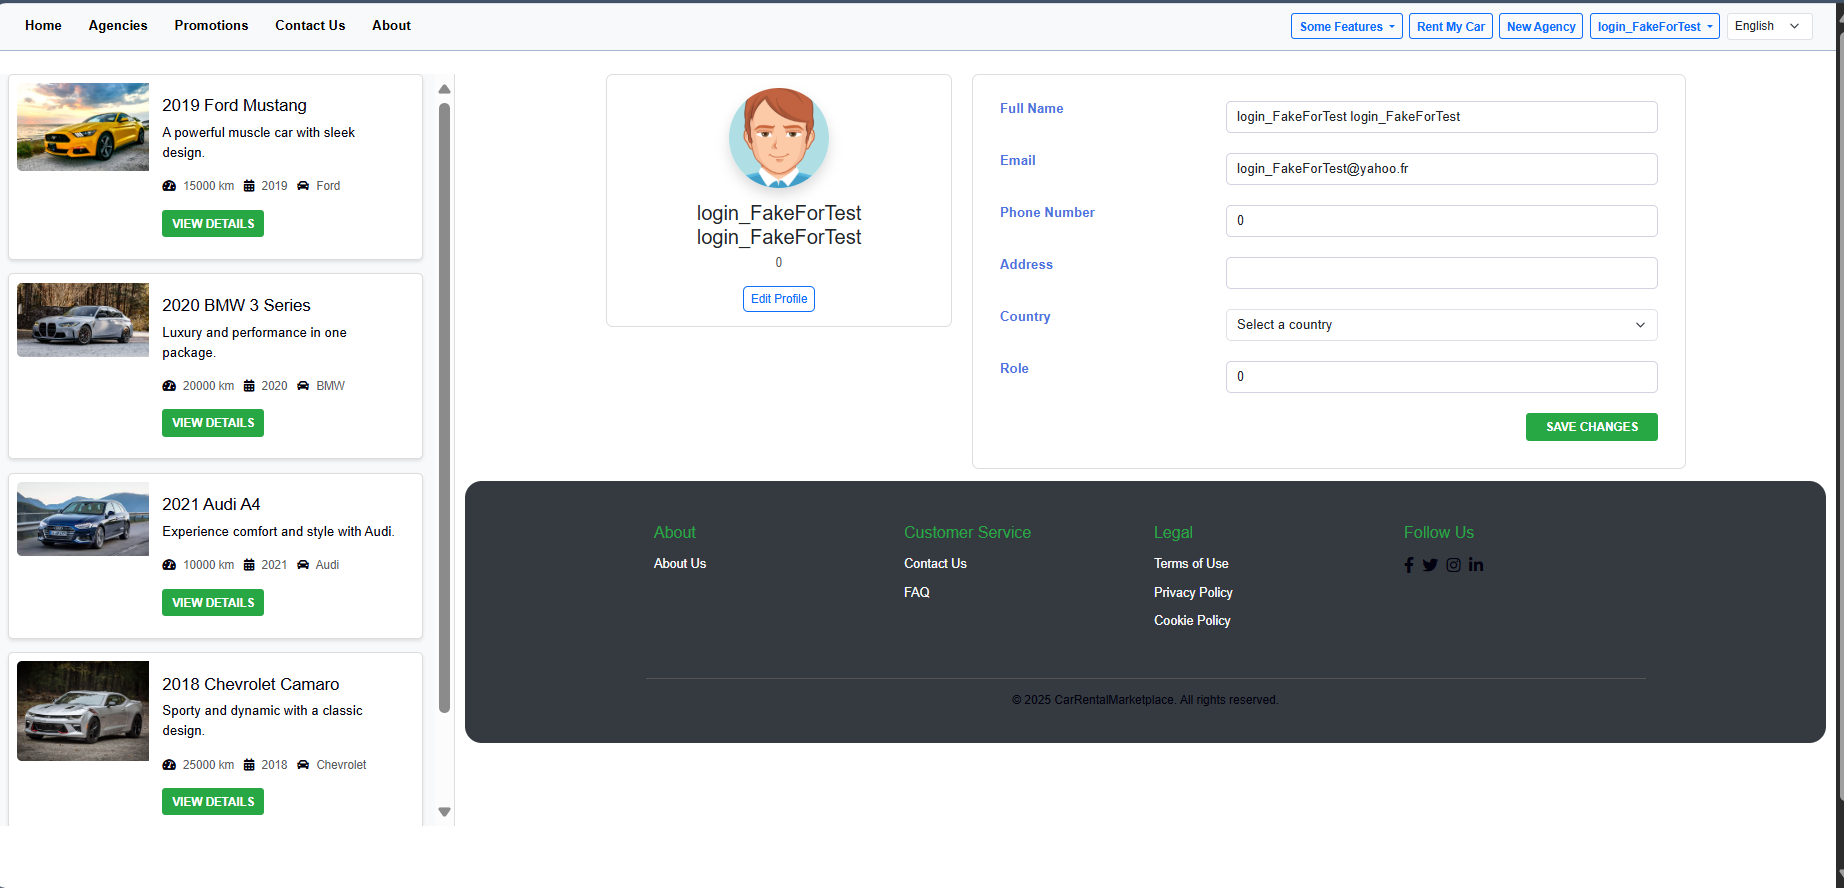 Home
Agencies
Promotions
Contact Us
About
Some Features
Rent My Car
New Agency
login_FakeForTest
English
2019 Ford Mustang
A powerful muscle car with sleek
design.
15000 km 2019 Ford
VIEW DETAILS
2020 BMW 3 Series
Luxury and performance in one
package.
20000 km 2020 BMW
VIEW DETAILS
2021 Audi A4
Experience comfort and style with Audi.
10000 km 2021 Audi
VIEW DETAILS
2018 Chevrolet Camaro
Sporty and dynamic with a classic
design.
25000 km 2018 Chevrolet
VIEW DETAILS
login_FakeForTest
login_FakeForTest
0
Edit Profile
Full Name
login_FakeForTest login_FakeForTest
Email
login_FakeForTest@yahoo.fr
Phone Number
0
Address
Country
Select a country
Role
0
SAVE CHANGES
About
About Us
Customer Service
Contact Us
FAQ
Legal
Terms of Use
Privacy Policy
Cookie Policy
Follow Us
© 2025 CarRentalMarketplace. All rights reserved.